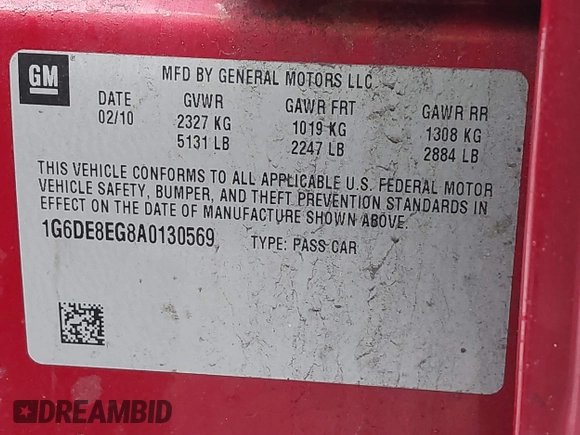 GM
MFD BY GENERAL MOTORS LLC
DATE GVWR GAWR FRT GAWR RR
02/10 2327 KG 1019 KG 1308 KG
5131 LB 2247 LB 2884 LB
THIS VEHICLE CONFORMS TO ALL APPLICABLE U.S. FEDERAL MOTOR
VEHICLE SAFETY, BUMPER, AND THEFT PREVENTION STANDARDS IN
EFFECT ON THE DATE OF MANUFACTURE SHOWN ABOVE.
1G6DE8EG8A0130569 TYPE: PASS CAR
DREAMBID